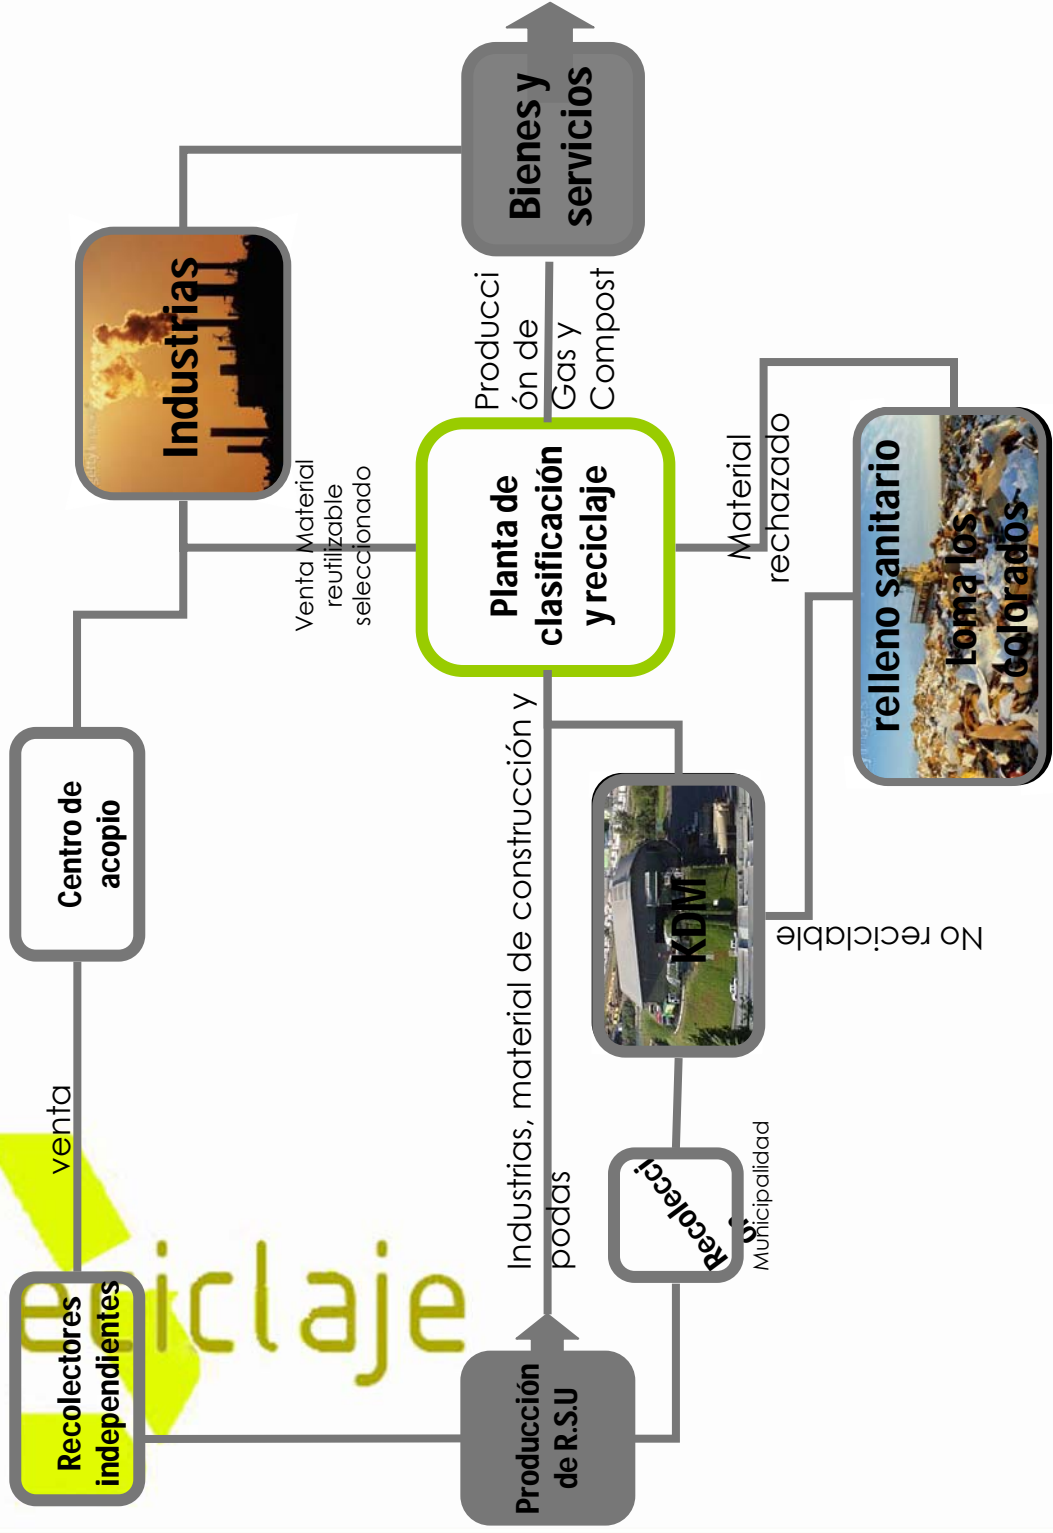 Recolectores
independientes
venta
Centro de
acopio
Industrias
Venta Material
reutilizable
seleccionado
eciclaje
Producción
de R.S.U
Industrias, material de construcción y
podas
Planta de
clasificación
y reciclaje
Producci
ón de
Gas y
Compost
Bienes y
servicios
Recolecci
Municipalidad
KDM
No reciclable
Material
rechazado
relleno sanitario
Loma los
Colorados